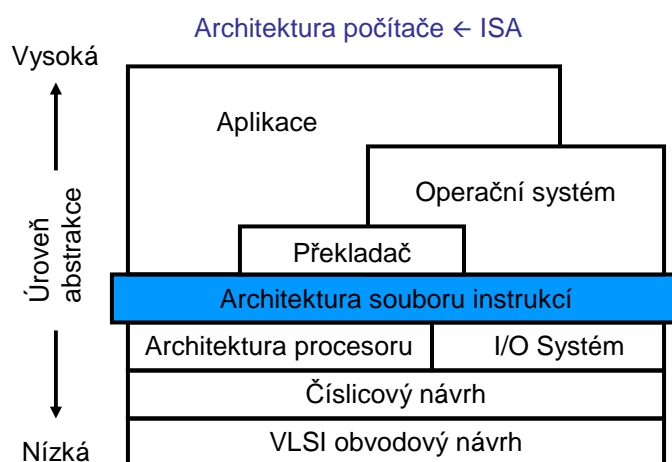 Architektura počítače ← ISA
Vysoká
Aplikace
Operační systém
Úroveň
abstrakce
Překladač
Architektura souboru instrukcí
Architektura procesoru
I/O Systém
Číslicový návrh
Nízká
VLSI obvodový návrh